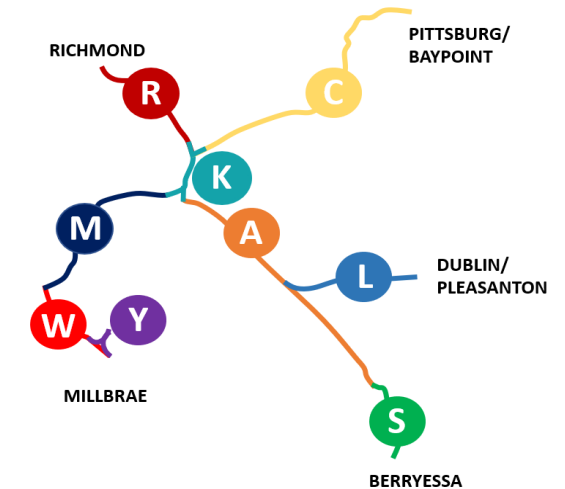 RICHMOND
PITTSBURG/
BAYPOINT
R
C
K
M
A
L
DUBLIN/
PLEASANTON
W
Y
MILLBRAE
S
BERRYESSA